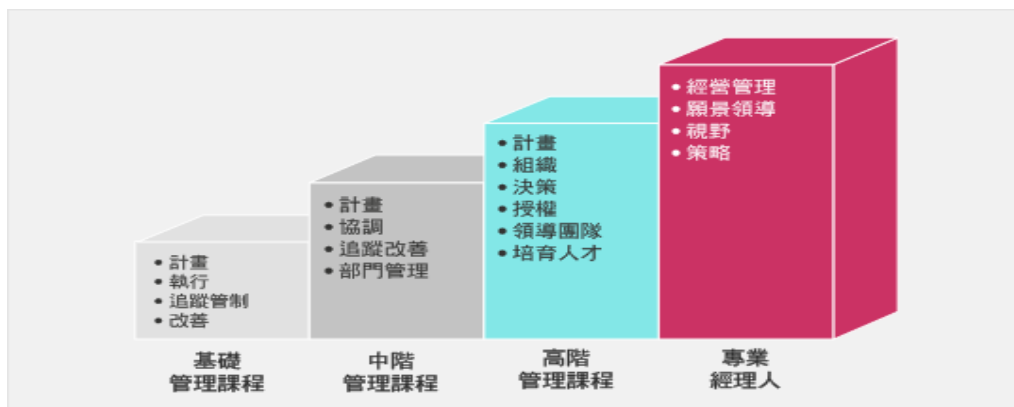 • 計畫
• 執行
• 追蹤管制
• 改善
基礎
管理課程
• 計畫
• 協調
• 追蹤改善
• 部門管理
中階
管理課程
• 計畫
• 組織
• 決策
• 授權
• 領導團隊
• 培育人才
高階
管理課程
• 經營管理
• 願景領導
• 視野
• 策略
專業
經理人